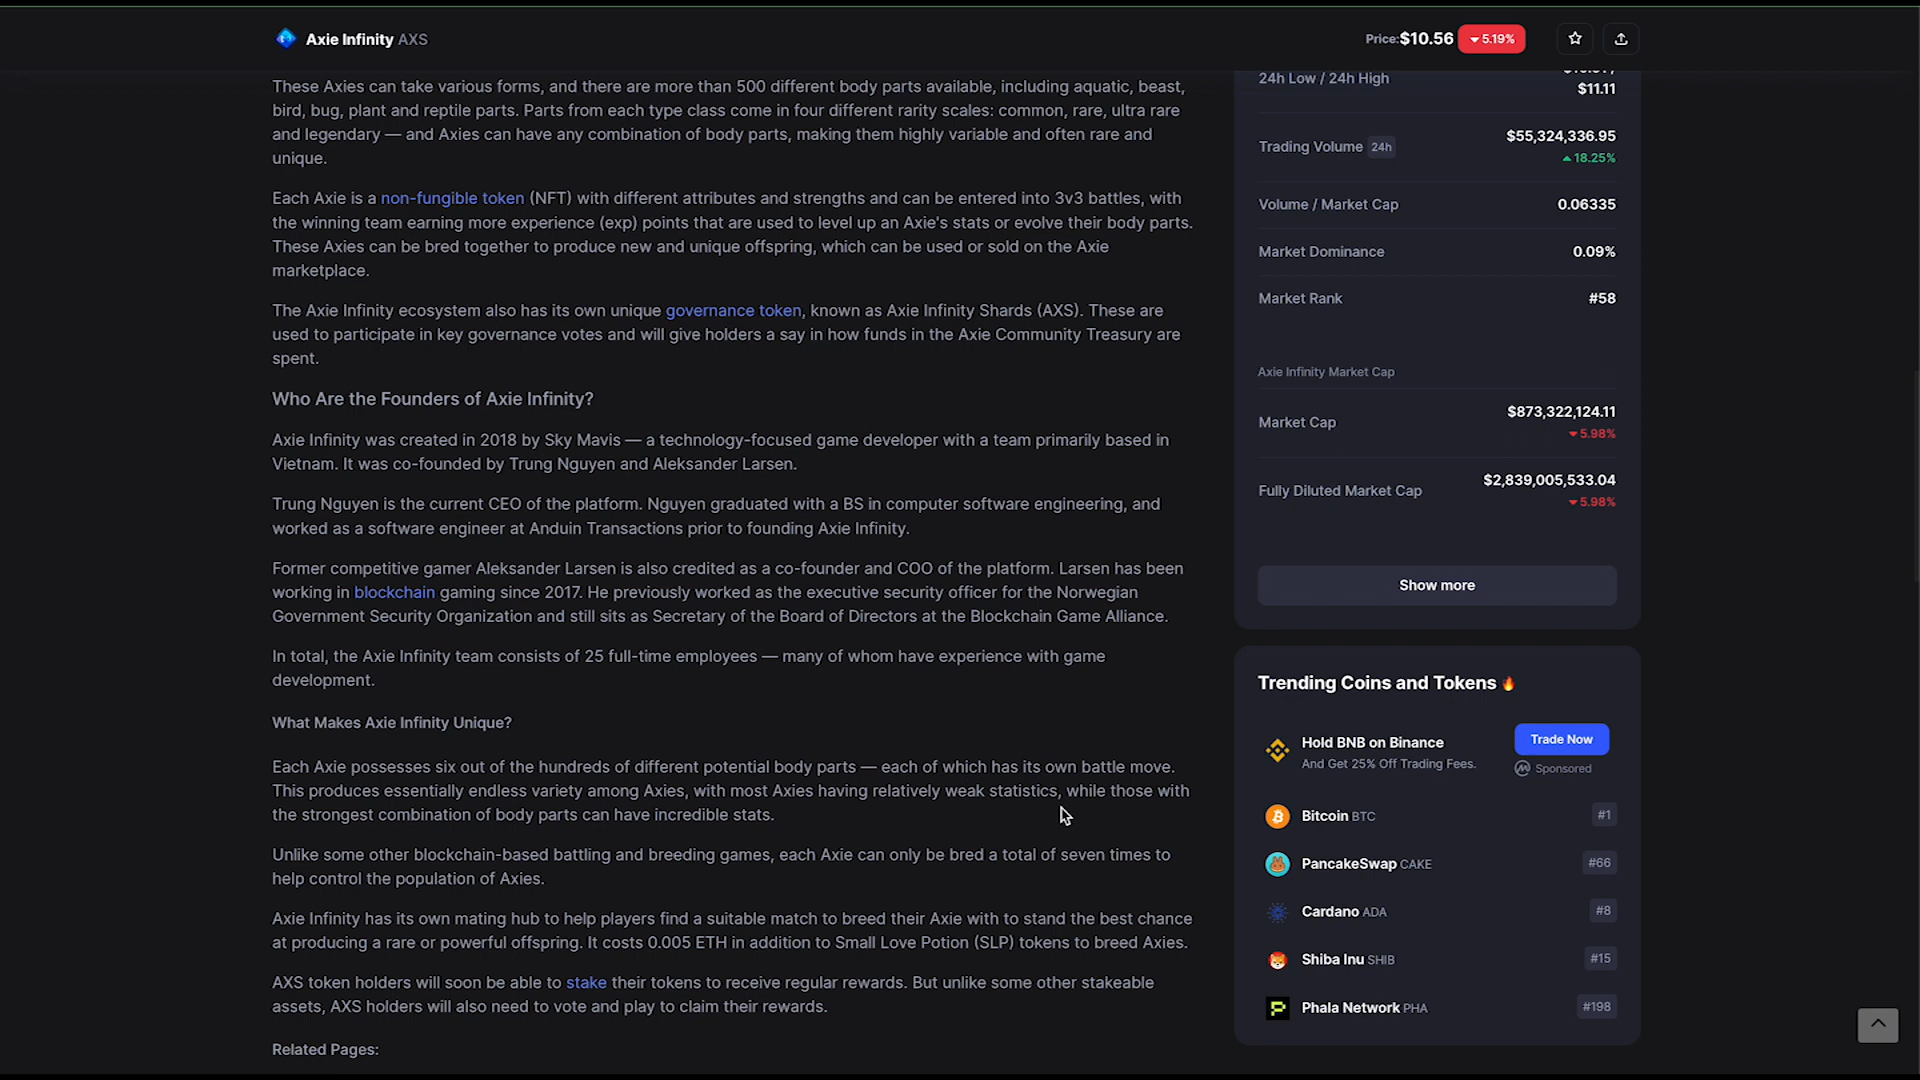 Axie Infinity AXS
Price:$10.56 5.19%
These Axies can take various forms, and there are more than 500 different body parts available, including aquatic, beast,
bird, bug, plant and reptile parts. Parts from each type class come in four different rarity scales: common, rare, ultra rare
and legendary — and Axies can have any combination of body parts, making them highly variable and often rare and
unique.
Each Axie is a non-fungible token (NFT) with different attributes and strengths and can be entered into 3v3 battles, with
the winning team earning more experience (exp) points that are used to level up an Axie's stats or evolve their body parts.
These Axies can be bred together to produce new and unique offspring, which can be used or sold on the Axie
marketplace.
The Axie Infinity ecosystem also has its own unique governance token, known as Axie Infinity Shards (AXS). These are
used to participate in key governance votes and will give holders a say in how funds in the Axie Community Treasury are
spent.
Who Are the Founders of Axie Infinity?
Axie Infinity was created in 2018 by Sky Mavis — a technology-focused game developer with a team primarily based in
Vietnam. It was co-founded by Trung Nguyen and Aleksander Larsen.
Trung Nguyen is the current CEO of the platform. Nguyen graduated with a BS in computer software engineering, and
worked as a software engineer at Anduin Transactions prior to founding Axie Infinity.
Former competitive gamer Aleksander Larsen is also credited as a co-founder and COO of the platform. Larsen has been
working in blockchain gaming since 2017. He previously worked as the executive security officer for the Norwegian
Government Security Organization and still sits as Secretary of the Board of Directors at the Blockchain Game Alliance.
In total, the Axie Infinity team consists of 25 full-time employees — many of whom have experience with game
development.
What Makes Axie Infinity Unique?
Each Axie possesses six out of the hundreds of different potential body parts — each of which has its own battle move.
This produces essentially endless variety among Axies, with most Axies having relatively weak statistics, while those with
the strongest combination of body parts can have incredible stats.
Unlike some other blockchain-based battling and breeding games, each Axie can only be bred a total of seven times to
help control the population of Axies.
Axie Infinity has its own mating hub to help players find a suitable match to breed their Axie with to stand the best chance
at producing a rare or powerful offspring. It costs 0.005 ETH in addition to Small Love Potion (SLP) tokens to breed Axies.
AXS token holders will soon be able to stake their tokens to receive regular rewards. But unlike some other stakeable
assets, AXS holders will also need to vote and play to claim their rewards.
Related Pages:
24h Low / 24h High
$11.11
Trading Volume 24h
$55,324,336.95
18.25%
Volume / Market Cap 0.06335
Market Dominance 0.09%
Market Rank #58
Axie Infinity Market Cap
Market Cap
$873,322,124.11
5.98%
Fully Diluted Market Cap
$2,839,005,533.04
5.98%
Show more
Trending Coins and Tokens
Hold BNB on Binance
And Get 25% Off Trading Fees.
Trade Now
Sponsored
Bitcoin BTC #1
PancakeSwap CAKE #66
Cardano ADA #8
Shiba Inu SHIB #15
Phala Network PHA #198